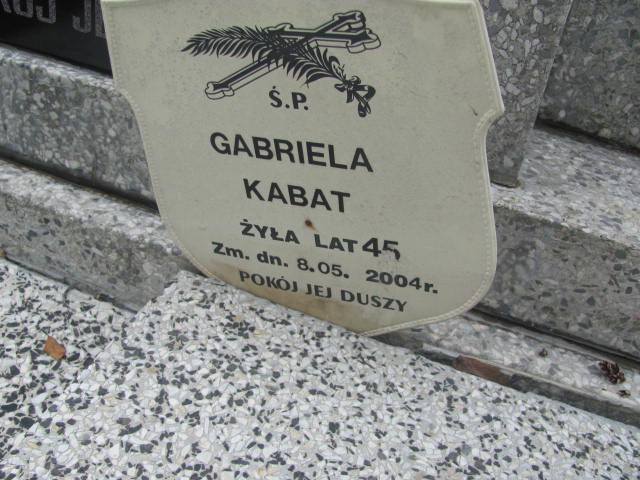 Ś.P.
GABRIELA
KABAT
ŻYŁA LAT 45
Zm. dn. 8.05. 2004r.
POKÓJ JEJ DUSZY